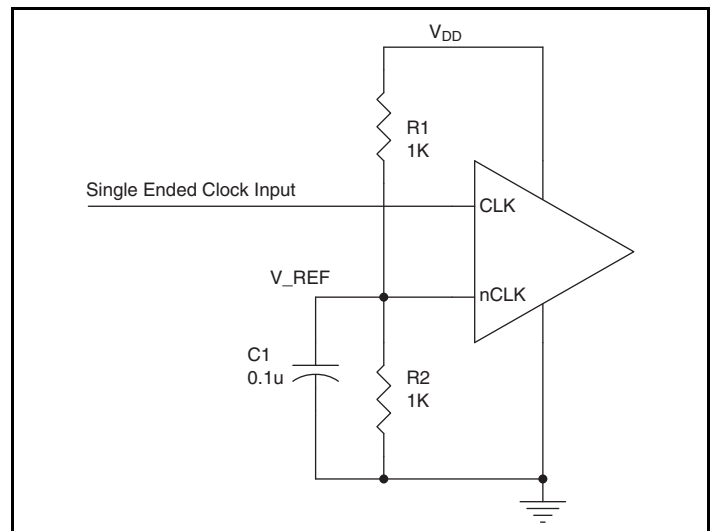 VDD
R1
1K
Single Ended Clock Input
CLK
V_REF
nCLK
C1
0.1u
R2
1K